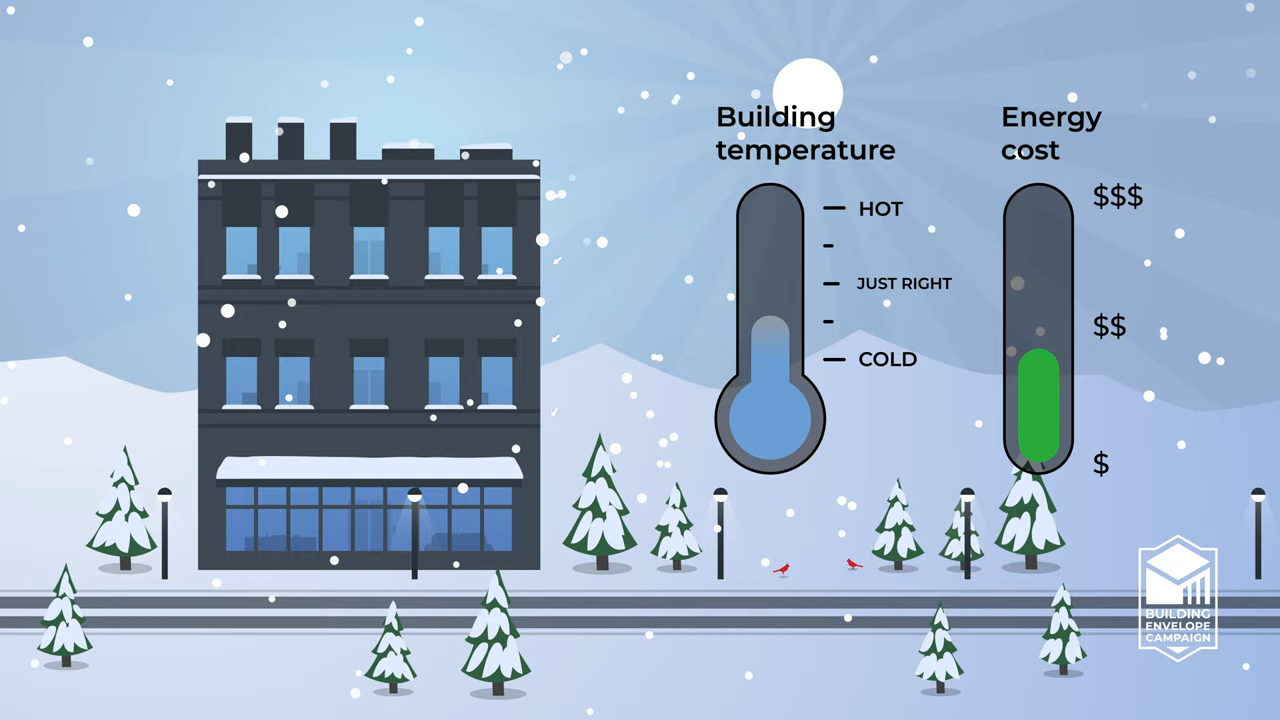 Building
temperature
HOT
JUST RIGHT
COLD
Energy
cost
$$$
$$
$
BUILDING
ENVELOPE
CAMPAIGN